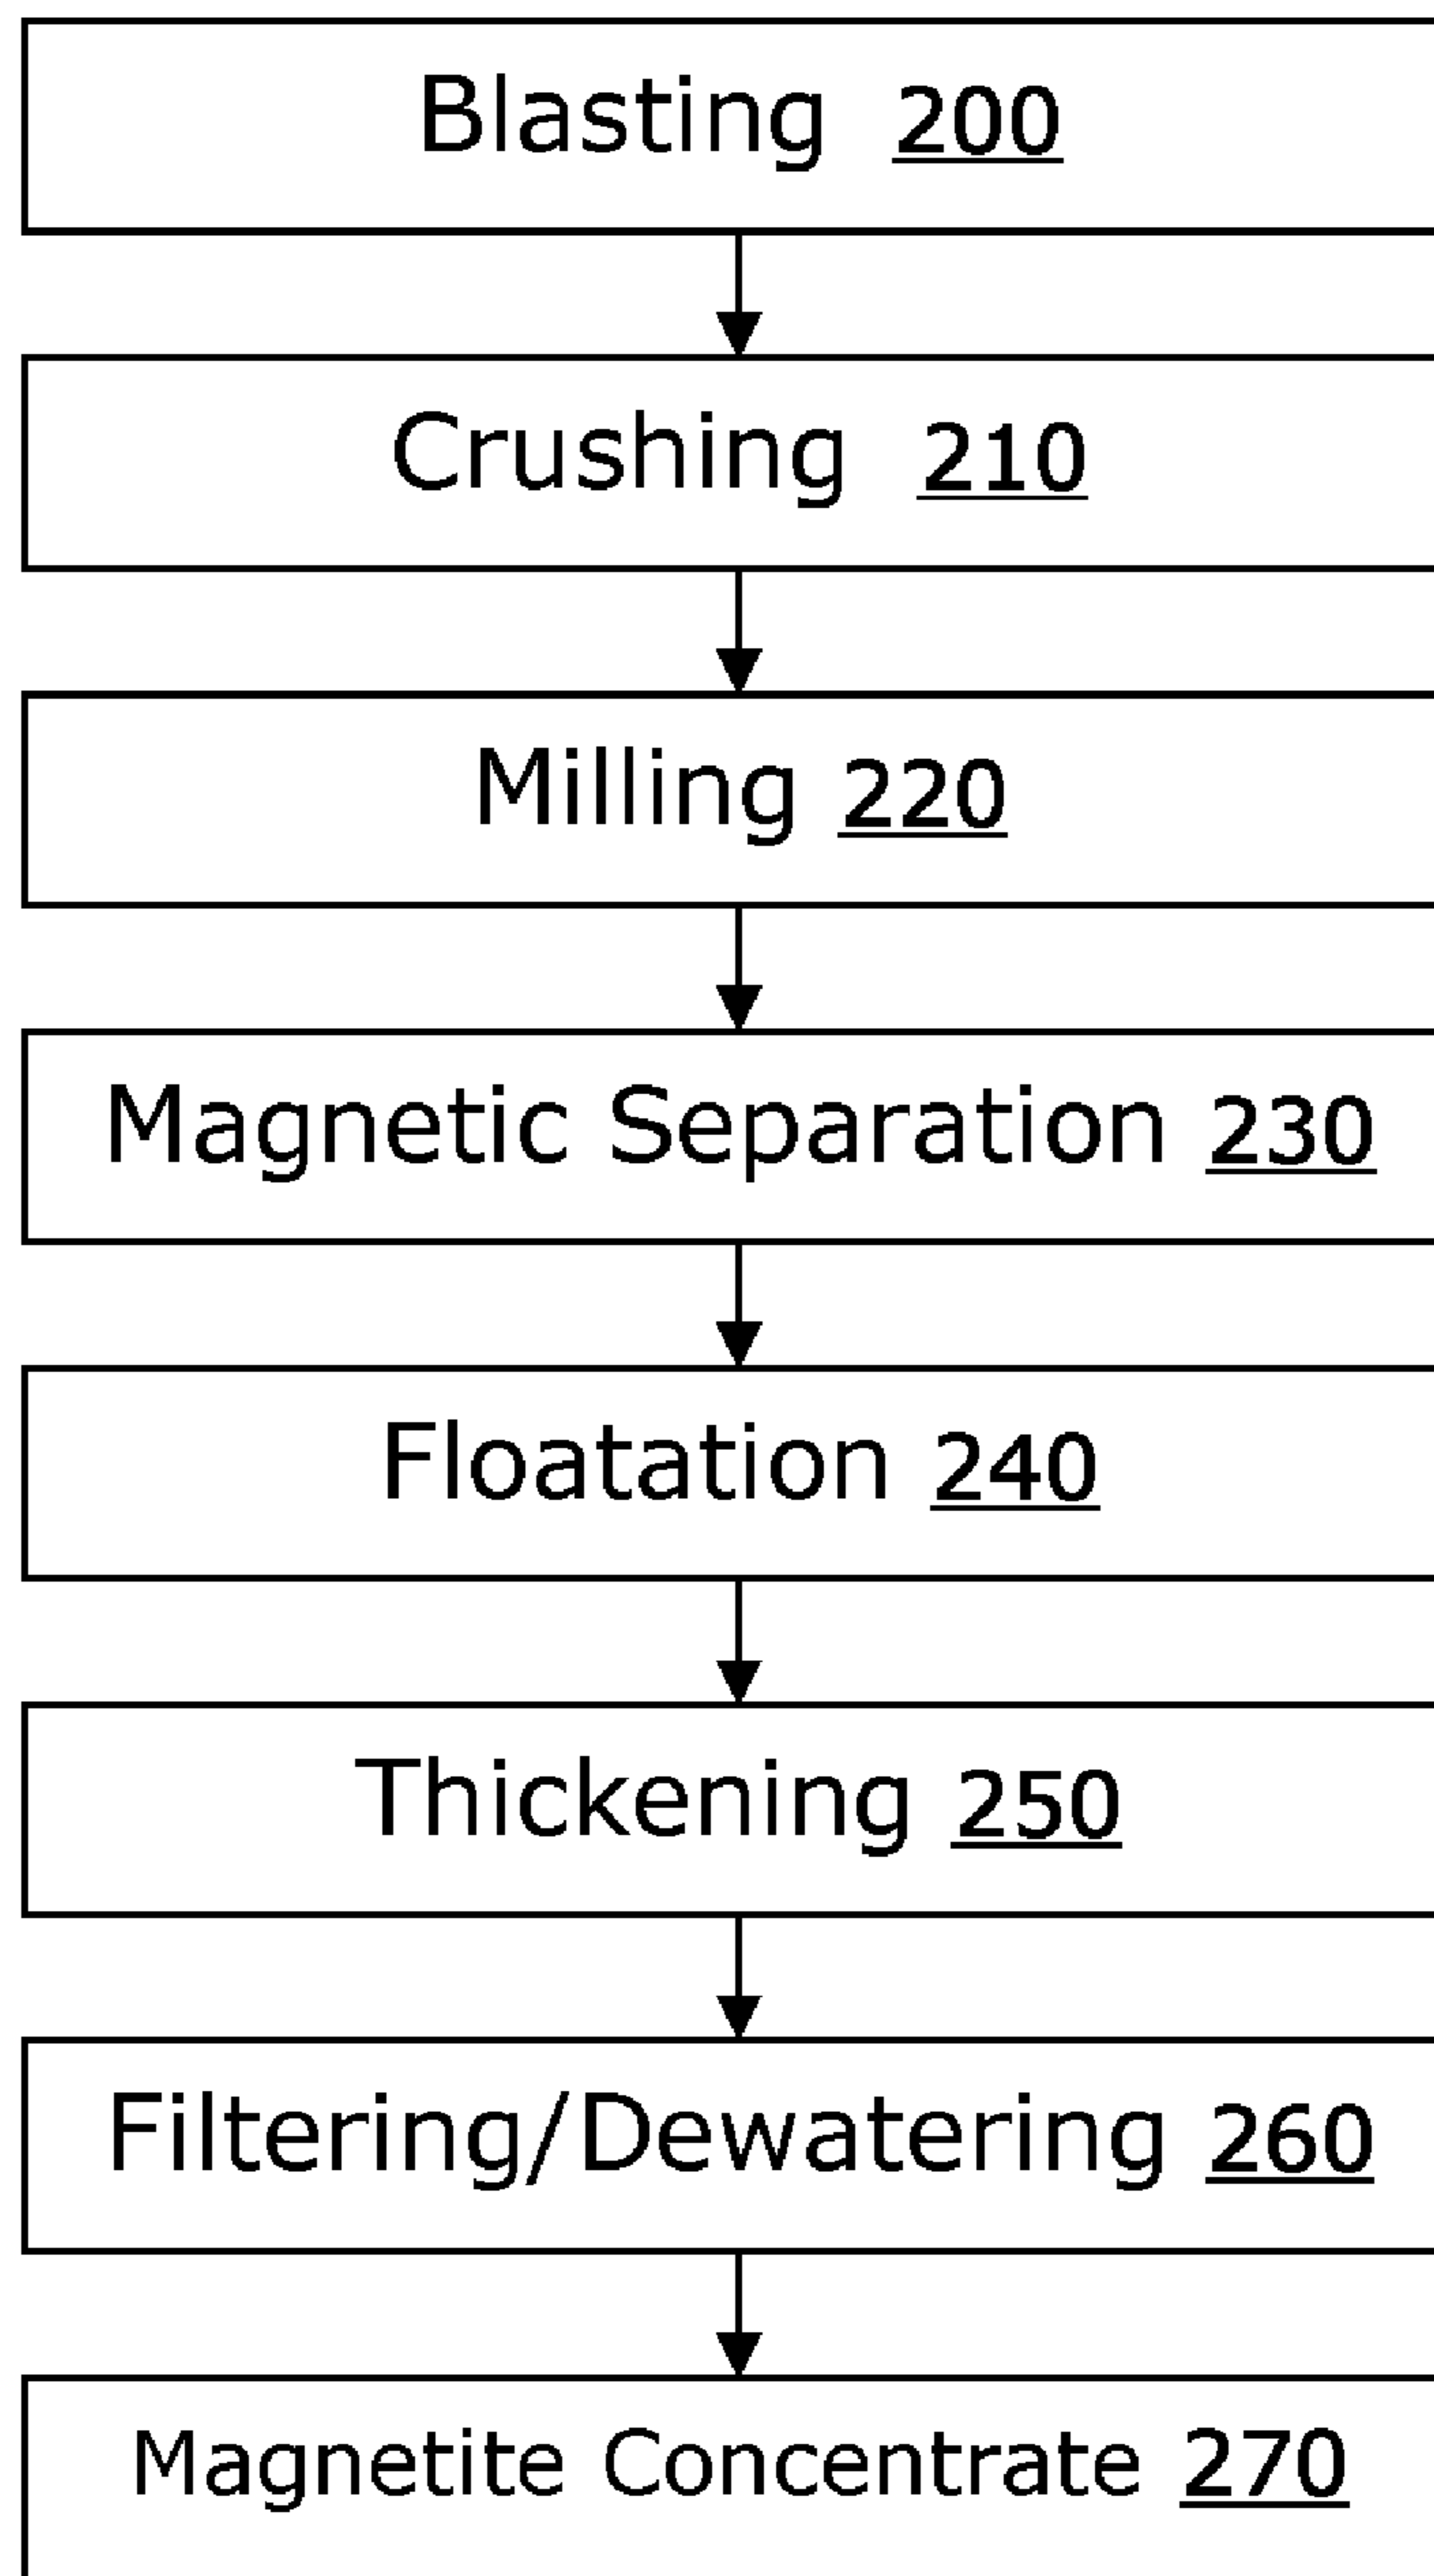 Blasting 200
Crushing 210
Milling 220
Magnetic Separation 230
Floatation 240
Thickening 250
Filtering/Dewatering 260
Magnetite Concentrate 270